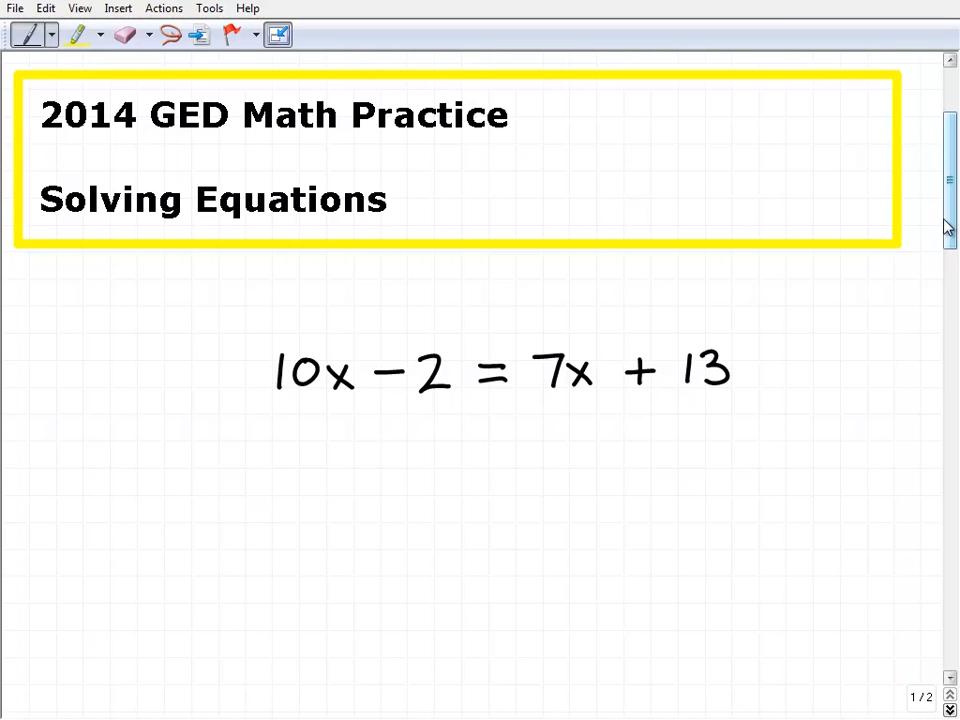 File Edit View Insert Actions Tools Help
2014 GED Math Practice
Solving Equations
10x - 2 = 7x + 13
1 / 2